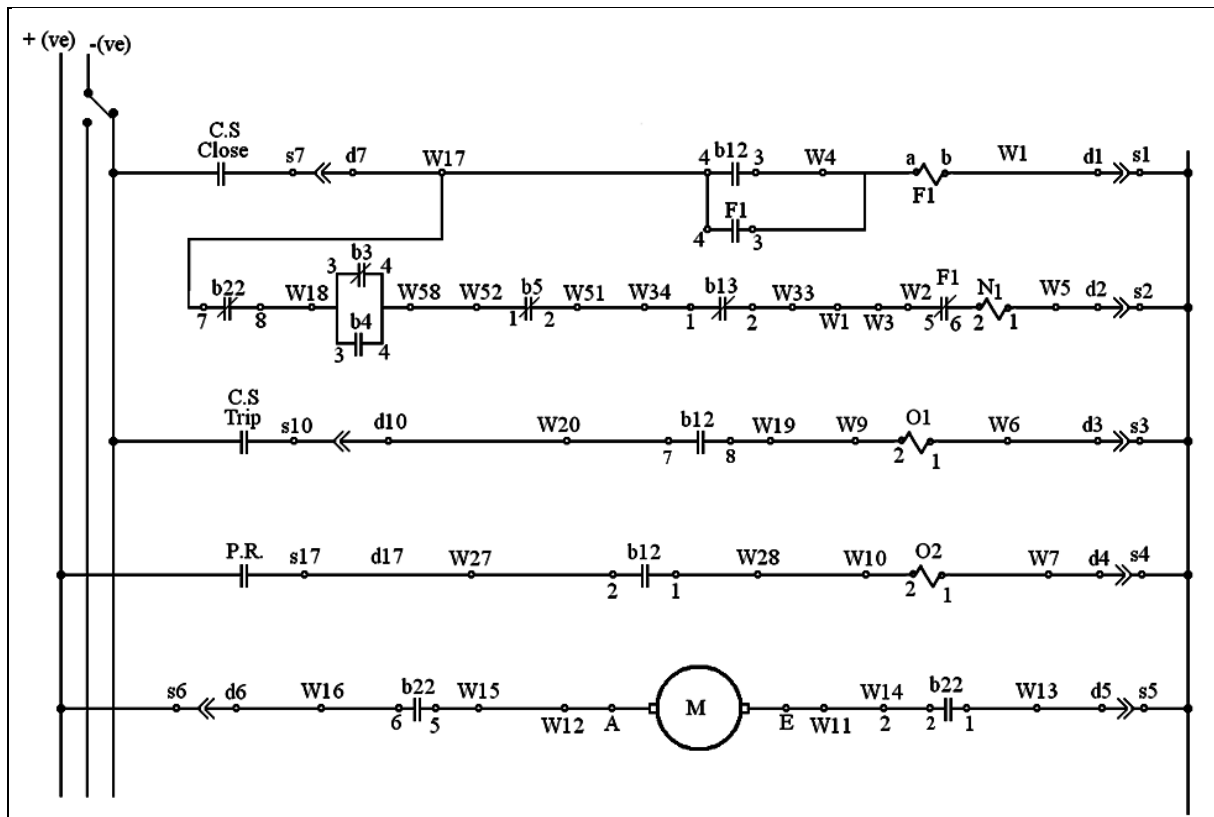 + (ve) -(ve)
C.S
Close
s7 d7 W17 4 b12 3 W4 a b W1 d1 s1
F1
F1
4 3
b3
3 4
b22 W18 W58 W52 b5 W51 W34 b13 W33 W2 F1 N1 W5 d2 s2
7 8 1 2 1 2 W1 W3 5 6 2 1
b4
3 4
C.S
Trip
s10 d10 W20 b12 W19 W9 O1 W6 d3 s3
7 8 2 1
P.R. s17 d17 W27 b12 W28 W10 O2 W7 d4 s4
2 1 2 1
s6 d6 W16 b22 W15 M W14 b22 W13 d5 s5
6 5 W12 A E W11 2 2 1